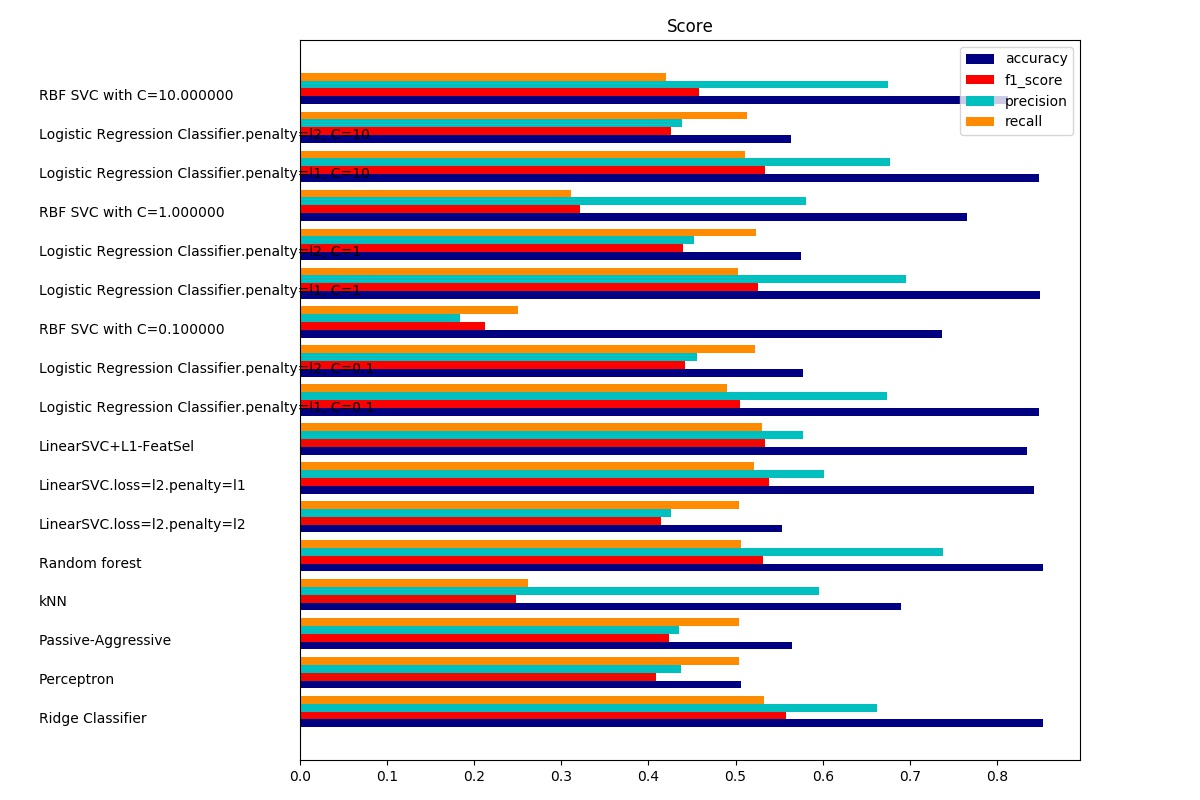 Score
accuracy
f1_score
precision
recall
RBF SVC with C=10.000000
Logistic Regression Classifier.penalty=l2, C=10
Logistic Regression Classifier.penalty=l1, C=10
RBF SVC with C=1.000000
Logistic Regression Classifier.penalty=l2, C=1
Logistic Regression Classifier.penalty=l1, C=1
RBF SVC with C=0.100000
Logistic Regression Classifier.penalty=l2, C=0.1
Logistic Regression Classifier.penalty=l1, C=0.1
LinearSVC+L1-FeatSel
LinearSVC.loss=l2.penalty=l1
LinearSVC.loss=l2.penalty=l2
Random forest
kNN
Passive-Aggressive
Perceptron
Ridge Classifier
0.0 0.1 0.2 0.3 0.4 0.5 0.6 0.7 0.8